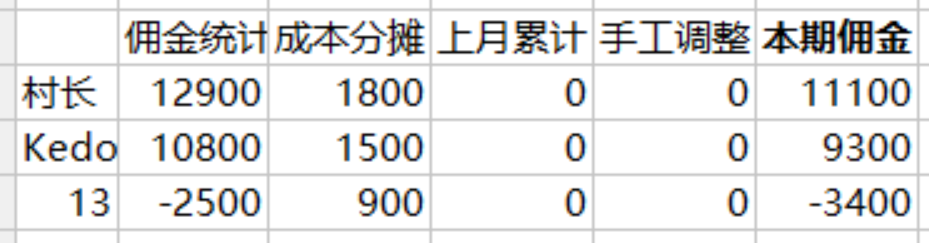 佣金统计 成本分摊 上月累计 手工调整 本期佣金
村长 12900 1800 0 0 11100
Kedo 10800 1500 0 0 9300
13 -2500 900 0 0 -3400